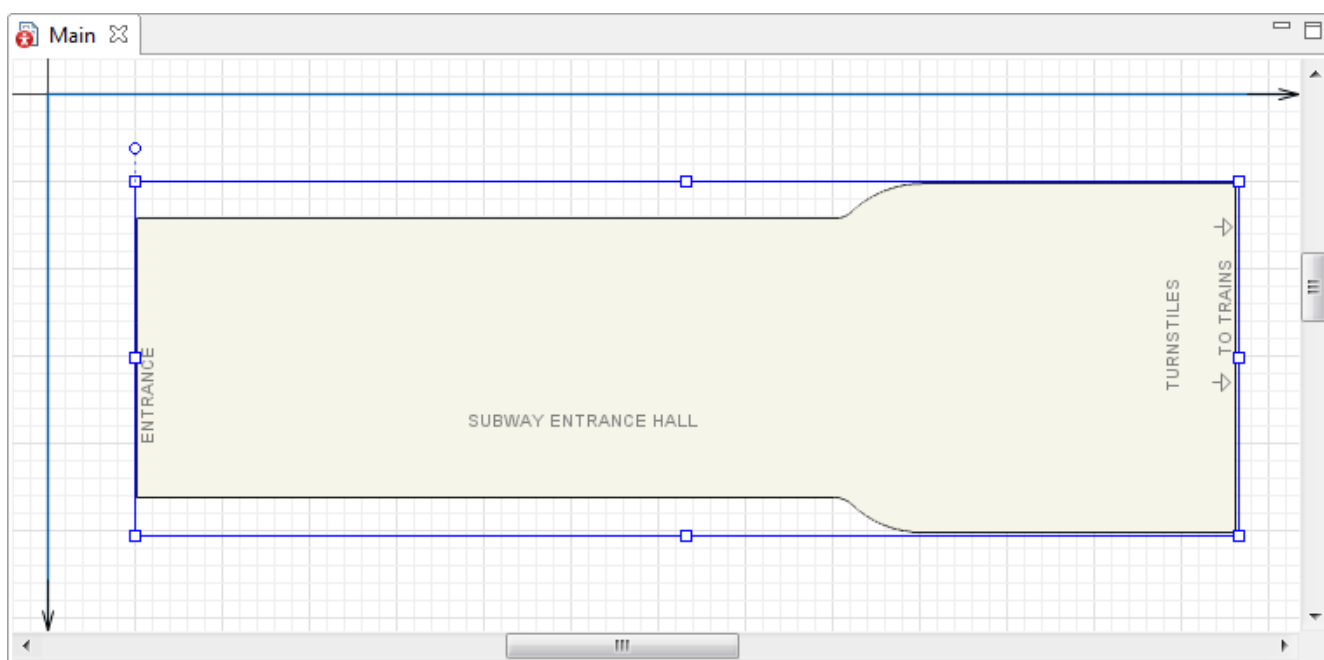 Main
TO TRAINS
TURNSTILES
ENTRANCE
SUBWAY ENTRANCE HALL